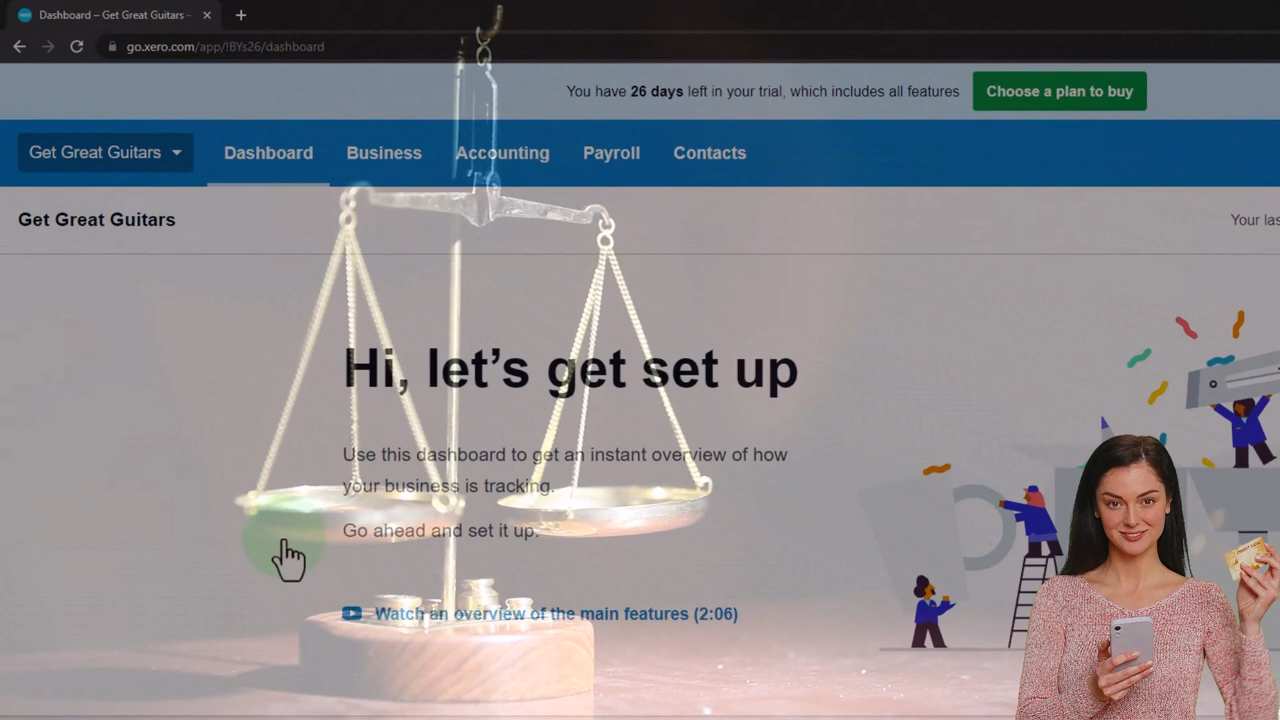 Dashboard – Get Great Guitars –
go.xero.com/app/!BYs26/dashboard
You have 26 days left in your trial, which includes all features
Choose a plan to buy
Get Great Guitars
Dashboard
Business
Accounting
Payroll
Contacts
Get Great Guitars
Your las
Hi, let’s get set up
Use this dashboard to get an instant overview of how
your business is tracking.
Go ahead and set it up.
Watch an overview of the main features (2:06)